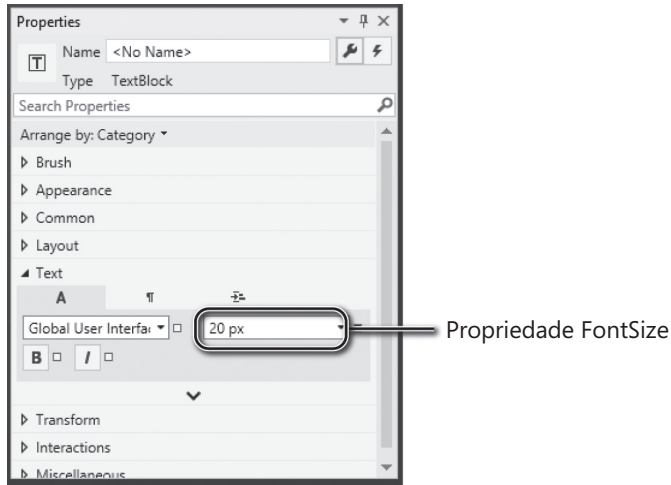 Properties
Name <No Name>
Type TextBlock
Search Properties
Arrange by: Category
Brush
Appearance
Common
Layout
Text
A ¶
Global User Interfa 20 px
Propriedade FontSize
B I
Transform
Interactions
Miscellaneous